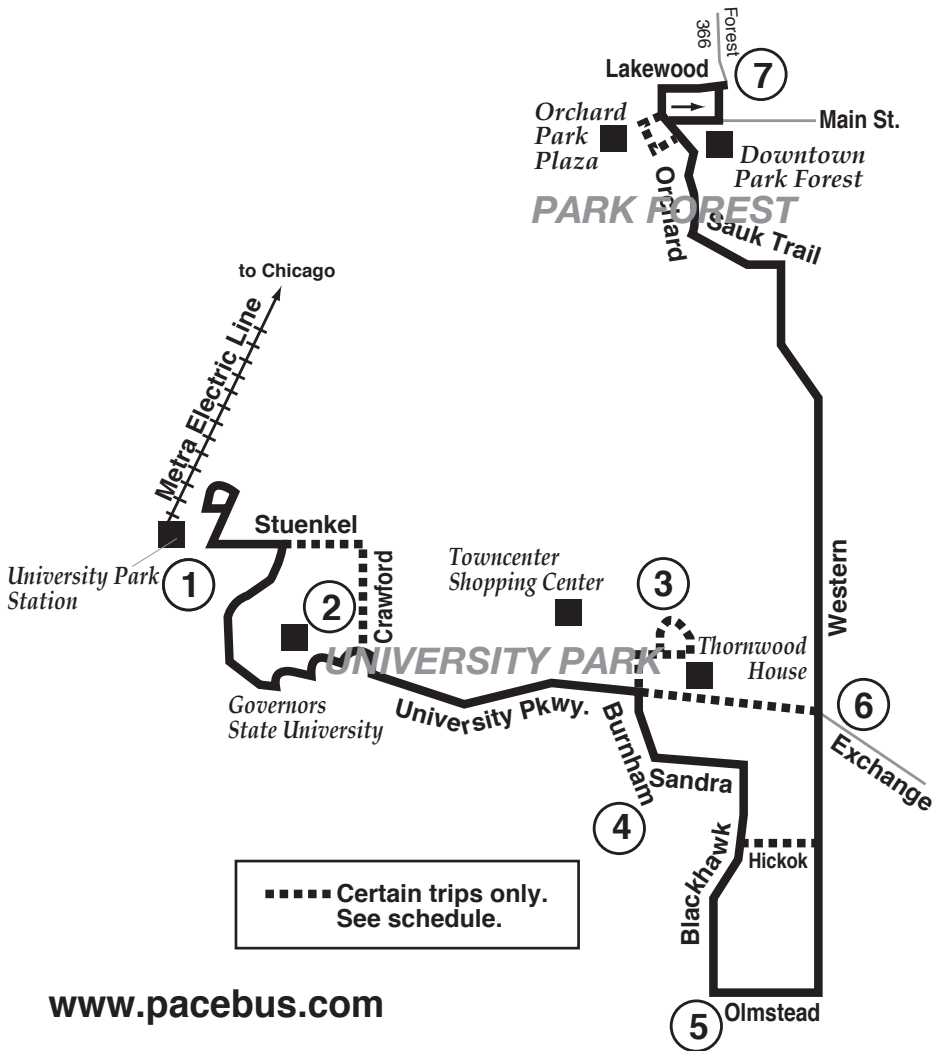 Forest
366
Lakewood
7
Orchard
Park
Plaza
Main St.
Downtown
Park Forest
Orchard
PARK FOREST
Sauk Trail
to Chicago
Metra Electric Line
Stuenkel
University Park
Station
1
2
Crawford
Towncenter
Shopping Center
3
Thornwood
House
Western
UNIVERSITY PARK
Governors
State University
University Pkwy.
Burnham
6
Exchange
Sandra
4
Blackhawk
Hickok
Certain trips only.
See schedule.
www.pacebus.com
5
Olmstead